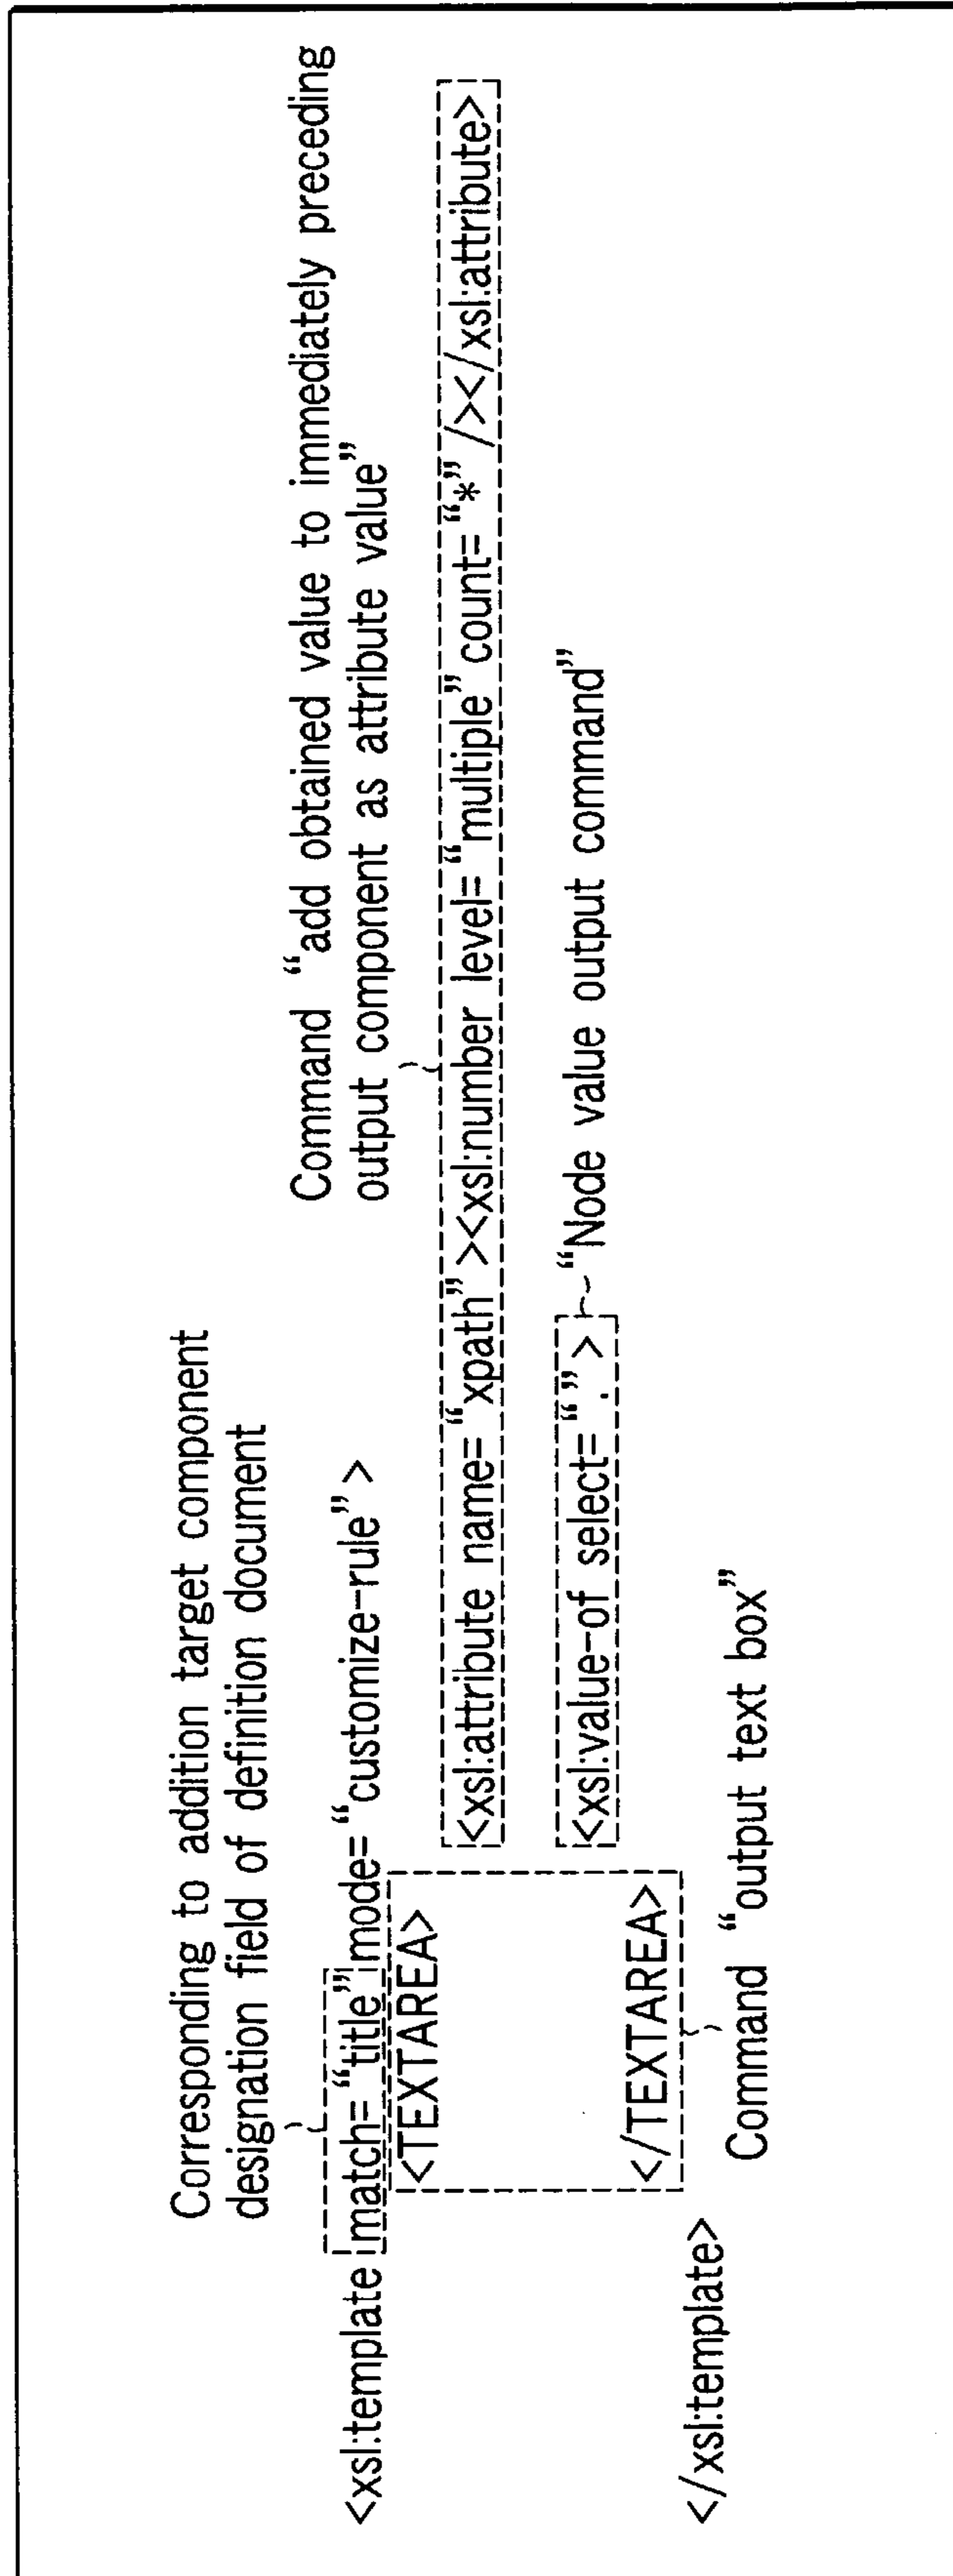 Corresponding to addition target component
designation field of definition document
Command “add obtained value to immediately preceding
output component as attribute value”
<xsl:template match=“title” mode=“customize-rule”>
<TEXTAREA>
<xsl:attribute name=“xpath”><xsl:number level=“multiple” count=“*” /></xsl:attribute>
<xsl:value-of select=“.”> “Node value output command”
</TEXTAREA>
</xsl:template>
Command “output text box”